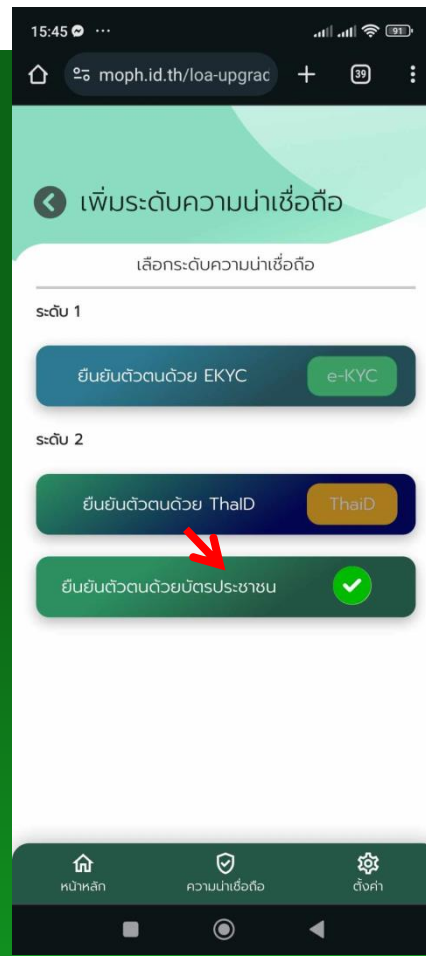 15:45
91
moph.id.th/loa-upgrac
39
เพิ่มระดับความน่าเชื่อถือ
เลือกระดับความน่าเชื่อถือ
ระดับ 1
ยืนยันตัวตนด้วย EKYC e-KYC
ระดับ 2
ยืนยันตัวตนด้วย ThaID ThaiD
ยืนยันตัวตนด้วยบัตรประชาชน
หน้าหลัก ความน่าเชื่อถือ ตั้งค่า